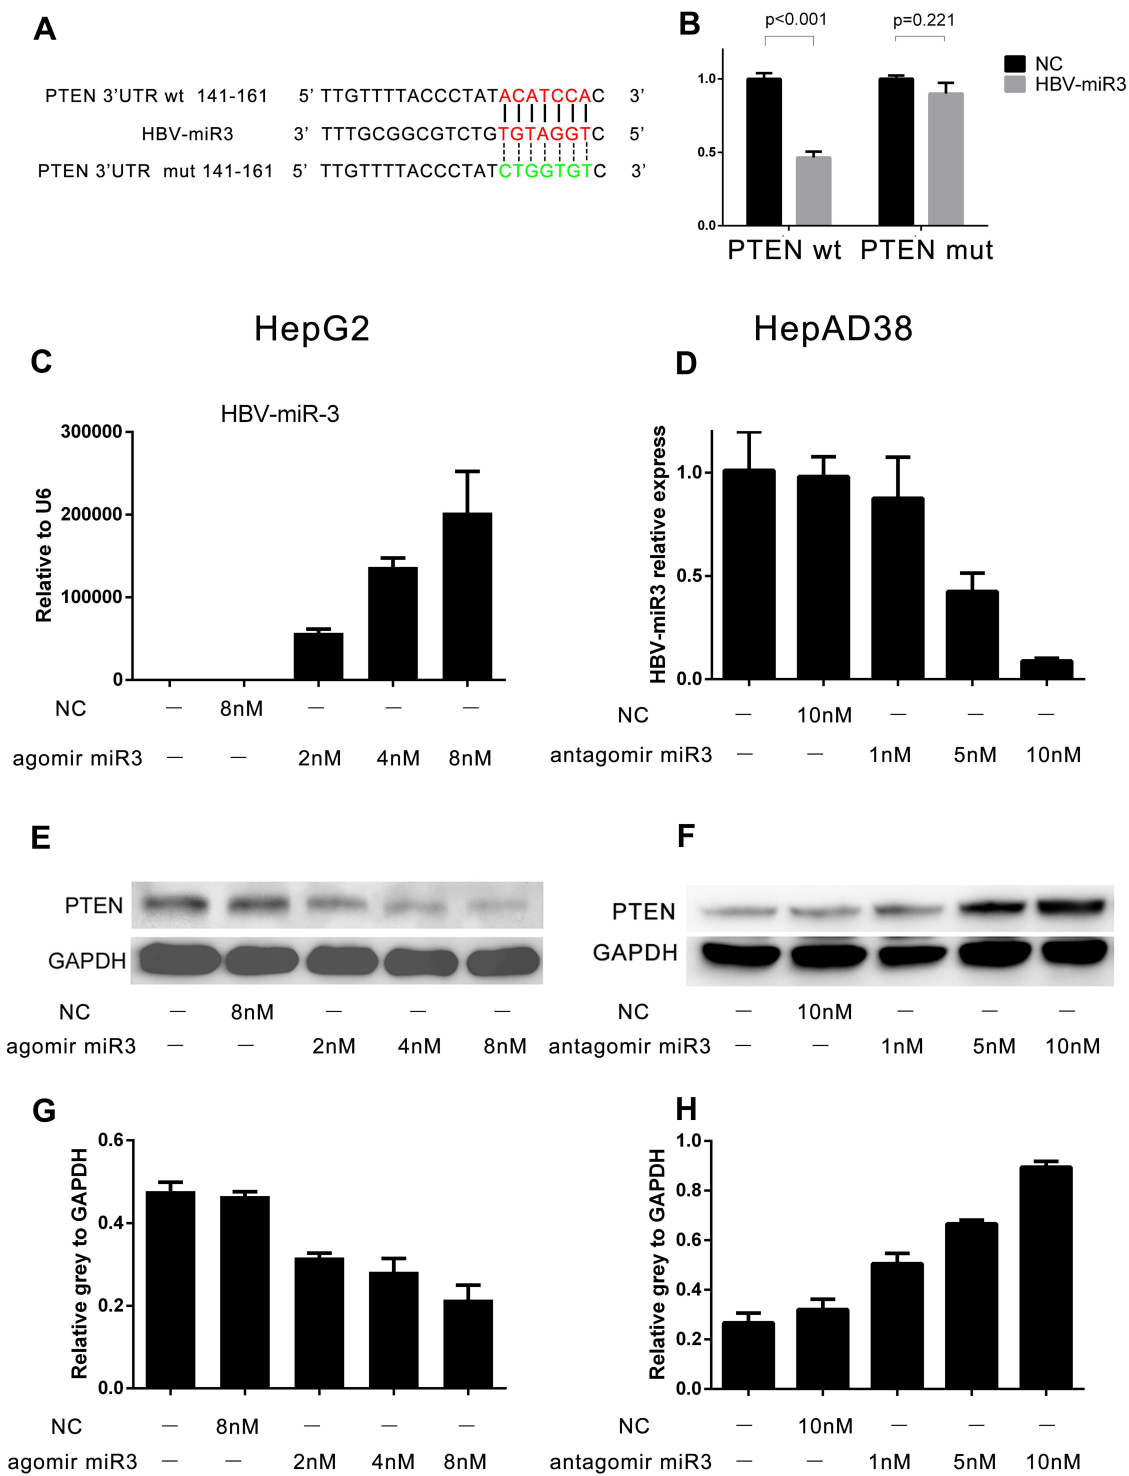 A
PTEN 3’UTR wt 141-161 5’ TTGTTTTACCCTATACATCCAC 3’
HBV-miR3 3’ TTTGCGGCGTCTGTGTAGGTC 5’
PTEN 3’UTR mut 141-161 5’ TTGTTTTACCCTATCTGGTGTC 3’
B
p<0.001 p=0.221
NC
HBV-miR3
1.0
0.5
0.0
PTEN wt PTEN mut
HepG2
HepAD38
C
HBV-miR-3
Relative to U6
300000
200000
100000
0
NC — 8nM — — —
agomir miR3 — — 2nM 4nM 8nM
D
HBV-miR3 relative express
1.0
0.5
0.0
NC — 10nM — — —
antagomir miR3 — — 1nM 5nM 10nM
E
PTEN
GAPDH
NC — 8nM — — —
agomir miR3 — — 2nM 4nM 8nM
F
PTEN
GAPDH
NC — 10nM — — —
antagomir miR3 — — 1nM 5nM 10nM
G
Relative grey to GAPDH
0.6
0.4
0.2
0.0
NC — 8nM — — —
agomir miR3 — — 2nM 4nM 8nM
H
Relative grey to GAPDH
1.0
0.8
0.6
0.4
0.2
0.0
NC — 10nM — — —
antagomir miR3 — — 1nM 5nM 10nM